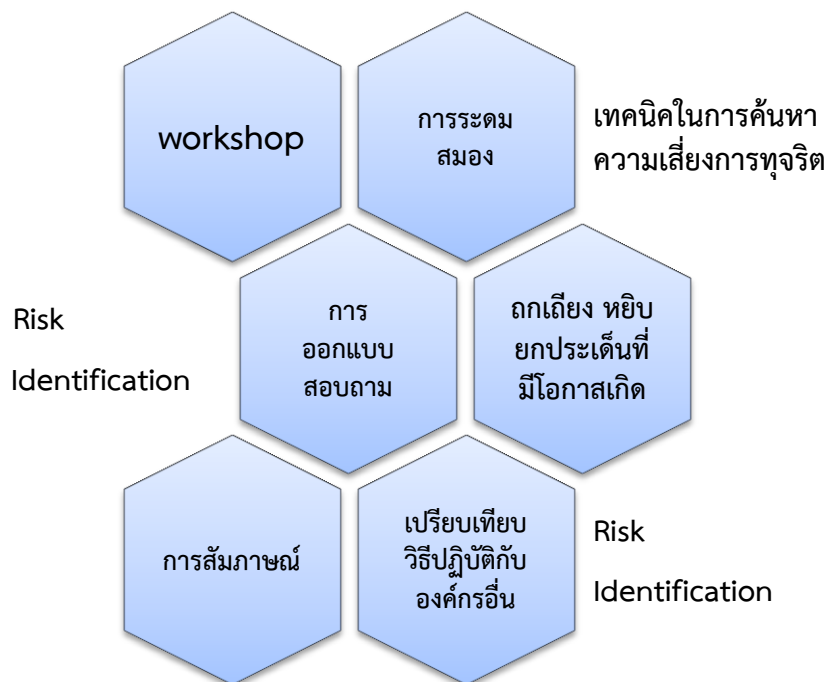 workshop
การระดม
สมอง
เทคนิคในการค้นหา
ความเสี่ยงการทุจริต
Risk
Identification
การ
ออกแบบ
สอบถาม
ถกเถียง หยิบ
ยกประเด็นที่
มีโอกาสเกิด
การสัมภาษณ์
เปรียบเทียบ
วิธีปฏิบัติกับ
องค์กรอื่น
Risk
Identification